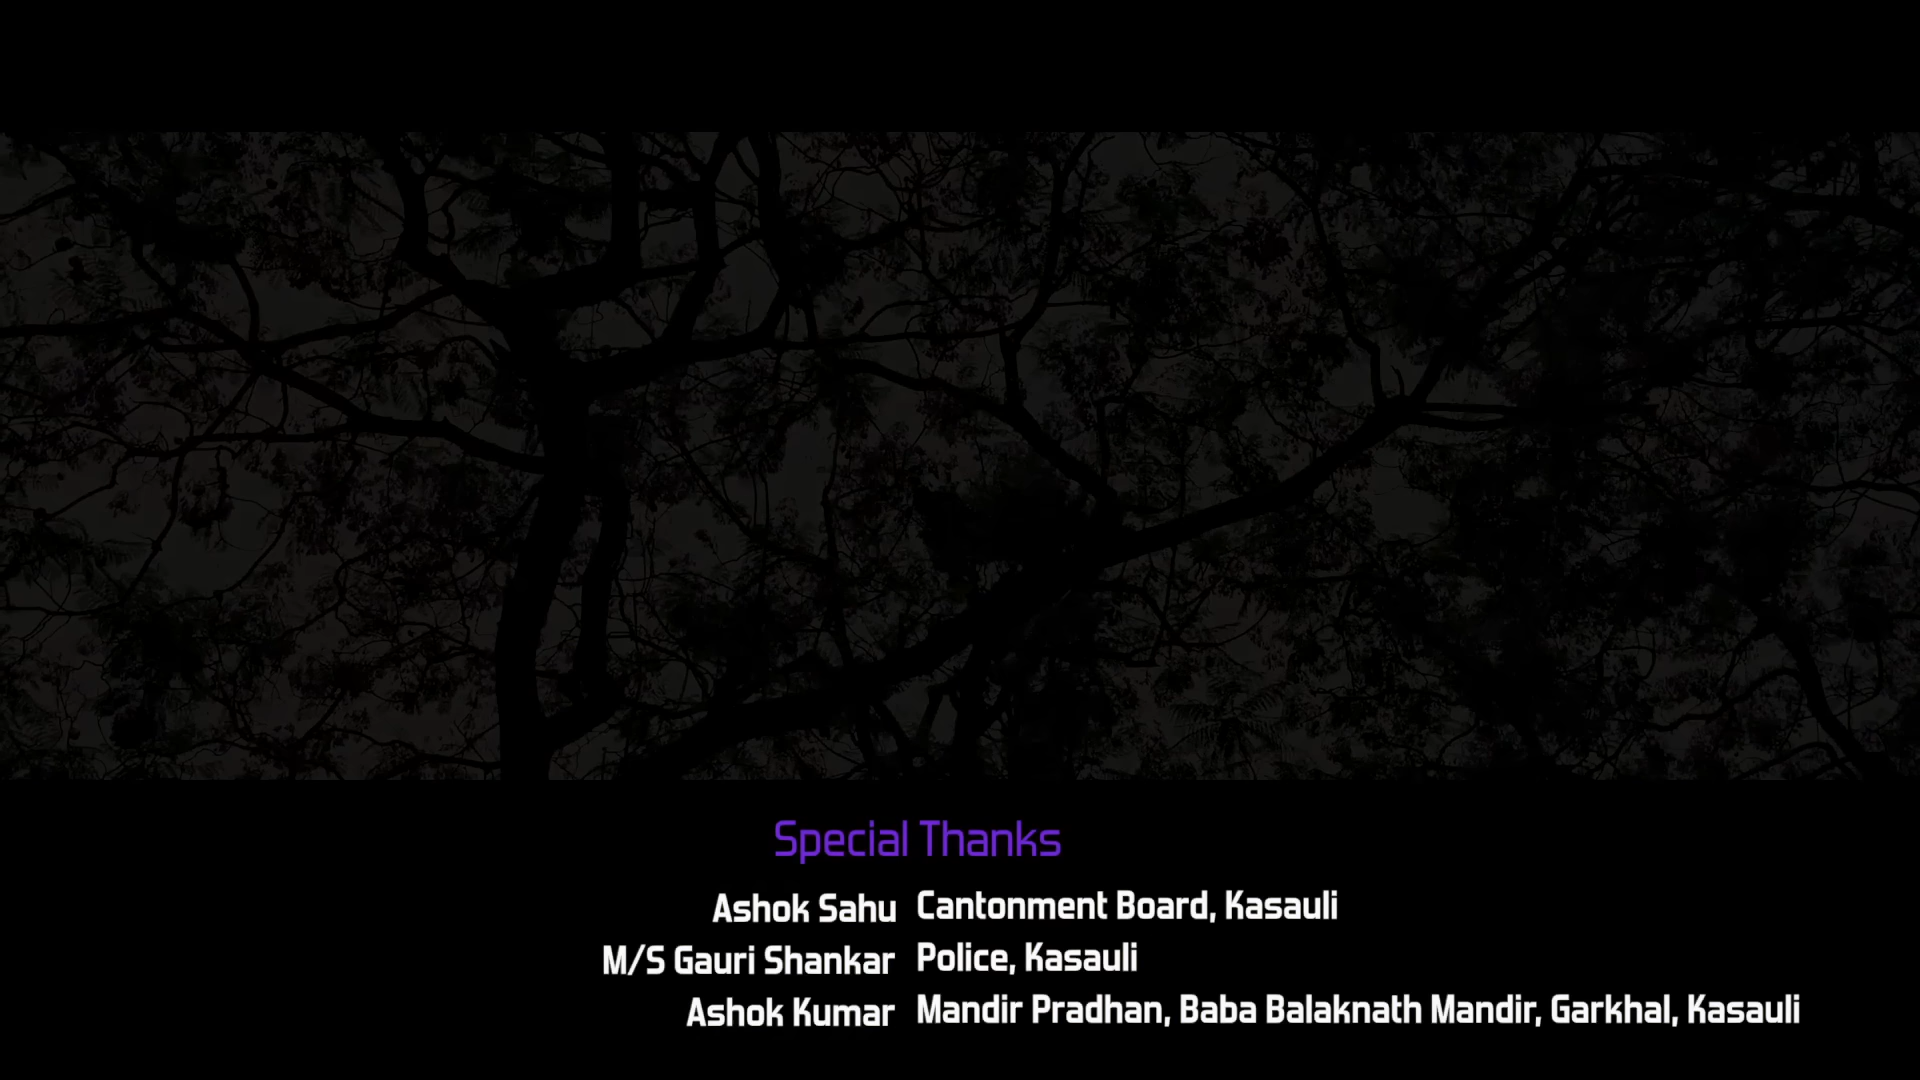 Special Thanks
Ashok Sahu Cantonment Board, Kasauli
M/S Gauri Shankar Police, Kasauli
Ashok Kumar Mandir Pradhan, Baba Balaknath Mandir, Garkhal, Kasauli